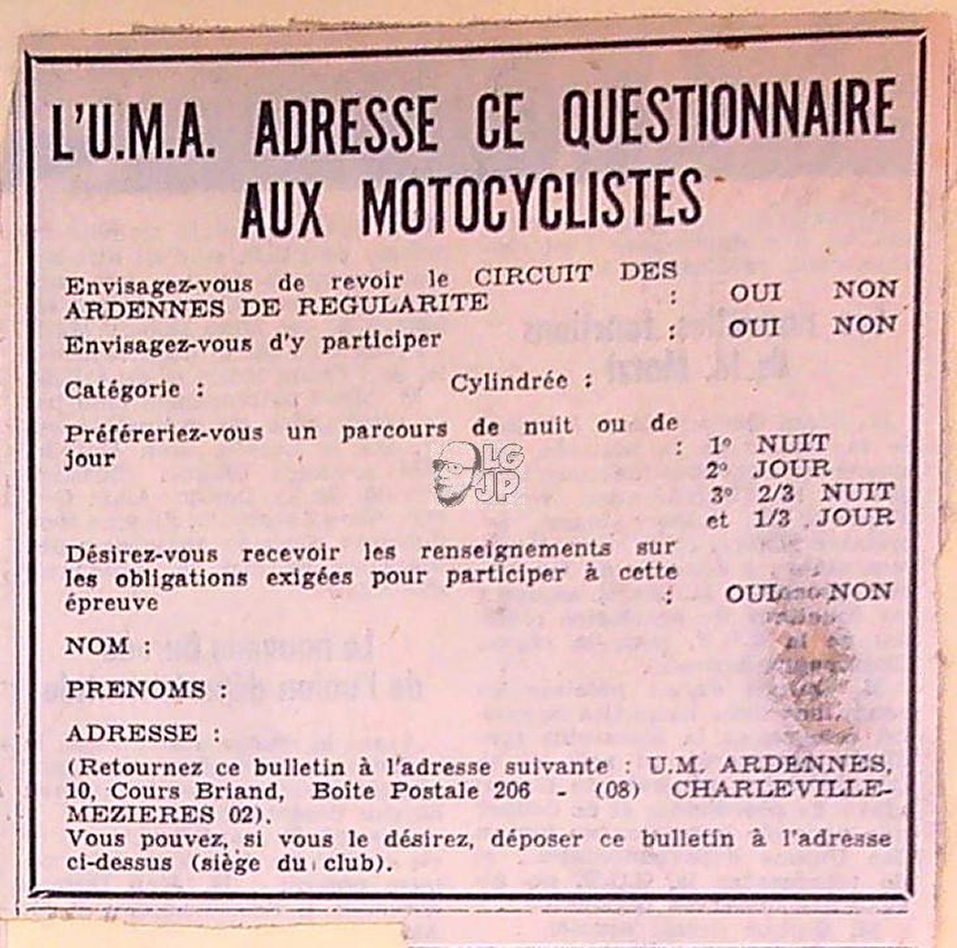 L'U.M.A. ADRESSE CE QUESTIONNAIRE
AUX MOTOCYCLISTES
Envisagez-vous de revoir le CIRCUIT DES
ARDENNES DE REGULARITE : OUI NON
Envisagez-vous d'y participer : OUI NON
Catégorie : Cylindrée :
Préféreriez-vous un parcours de nuit ou de
jour : 1° NUIT
2° JOUR
3° 2/3 NUIT
et 1/3 JOUR
LG
JP
Désirez-vous recevoir les renseignements sur
les obligations exigées pour participer à cette
épreuve : OUI NON
NOM :
PRENOMS :
ADRESSE :
(Retournez ce bulletin à l'adresse suivante : U.M. ARDENNES,
10, Cours Briand, Boîte Postale 206 - (08) CHARLEVILLE-
MEZIERES 02).
Vous pouvez, si vous le désirez, déposer ce bulletin à l'adresse
ci-dessus (siège du club).